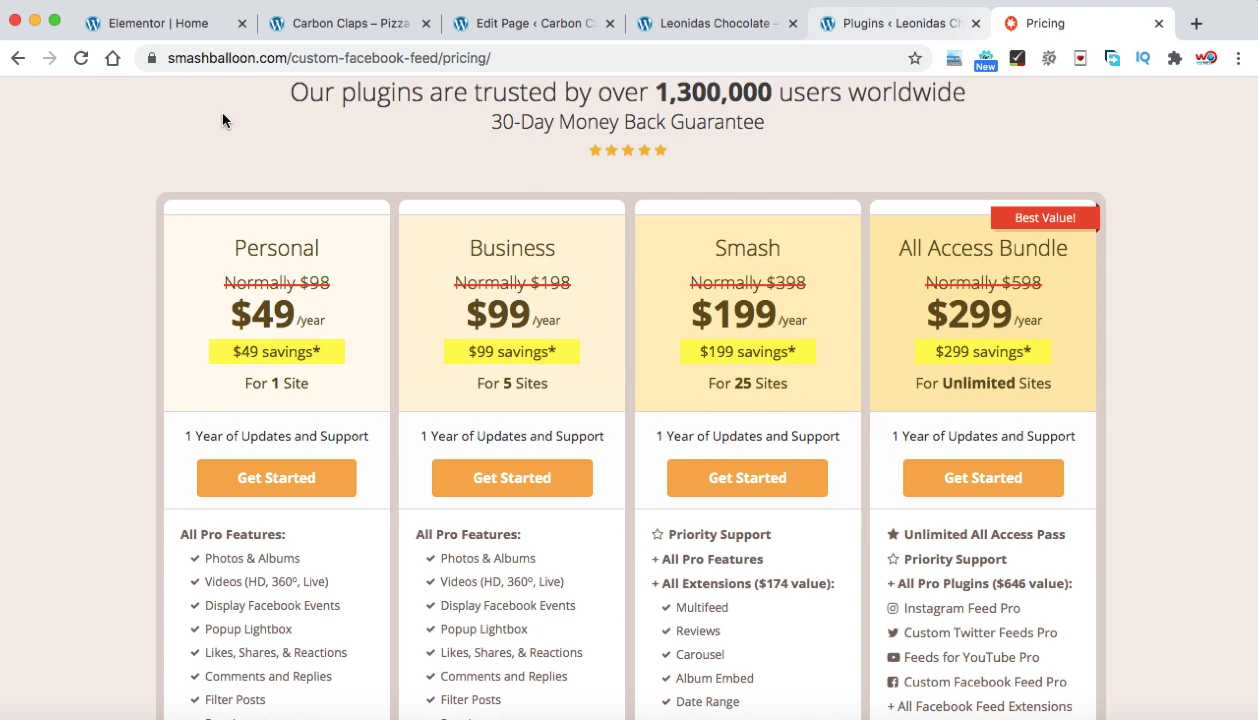 Elementor | Home
Carbon Claps – Pizza
Edit Page ‹ Carbon C
Leonidas Chocolate –
Plugins ‹ Leonidas Ch
Pricing
smashballoon.com/custom-facebook-feed/pricing/
New
IQ
Our plugins are trusted by over 1,300,000 users worldwide
30-Day Money Back Guarantee
Best Value!
Personal
Normally $98
$49 /year
$49 savings*
For 1 Site
1 Year of Updates and Support
Get Started
All Pro Features:
Photos & Albums
Videos (HD, 360º, Live)
Display Facebook Events
Popup Lightbox
Likes, Shares, & Reactions
Comments and Replies
Filter Posts
Business
Normally $198
$99 /year
$99 savings*
For 5 Sites
1 Year of Updates and Support
Get Started
All Pro Features:
Photos & Albums
Videos (HD, 360º, Live)
Display Facebook Events
Popup Lightbox
Likes, Shares, & Reactions
Comments and Replies
Filter Posts
Smash
Normally $398
$199 /year
$199 savings*
For 25 Sites
1 Year of Updates and Support
Get Started
Priority Support
+ All Pro Features
+ All Extensions ($174 value):
Multifeed
Reviews
Carousel
Album Embed
Date Range
All Access Bundle
Normally $598
$299 /year
$299 savings*
For Unlimited Sites
1 Year of Updates and Support
Get Started
Unlimited All Access Pass
Priority Support
+ All Pro Plugins ($646 value):
Instagram Feed Pro
Custom Twitter Feeds Pro
Feeds for YouTube Pro
Custom Facebook Feed Pro
+ All Facebook Feed Extensions